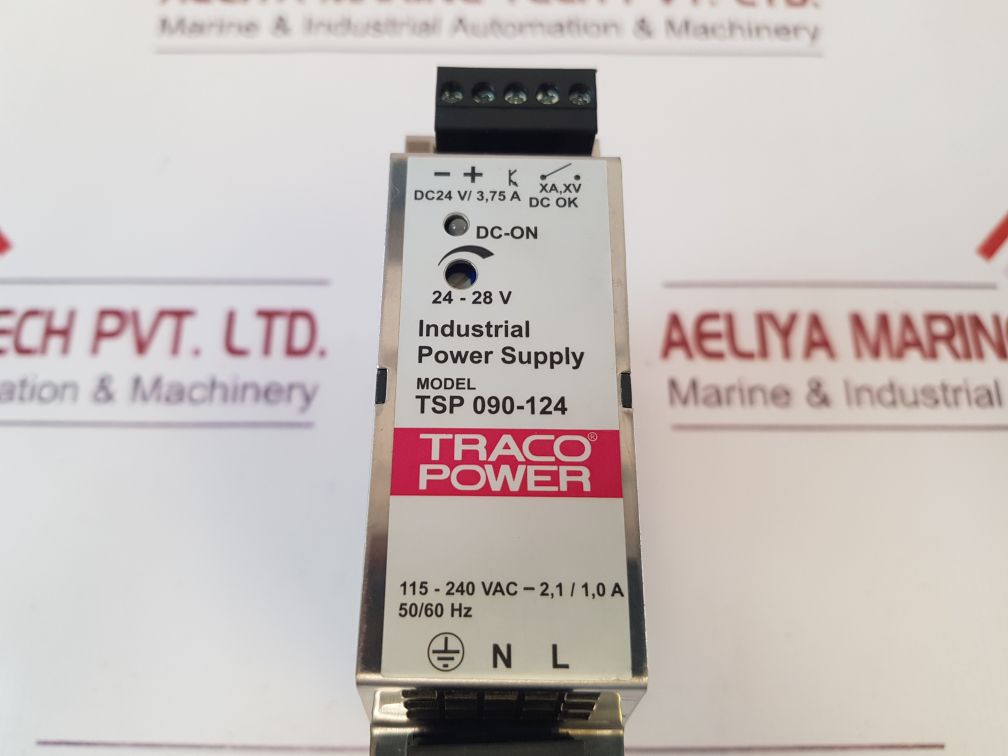 Marine & Industrial Automation & Machinery
− +
DC24 V/ 3,75 A
XA,XV
DC OK
DC-ON
24 - 28 V
Industrial
Power Supply
MODEL
TSP 090-124
TRACO®
POWER
115 - 240 VAC – 2,1 / 1,0 A
50/60 Hz
N L
ECH PVT. LTD.
mation & Machinery
AELIYA MARIN
Marine & Industrial